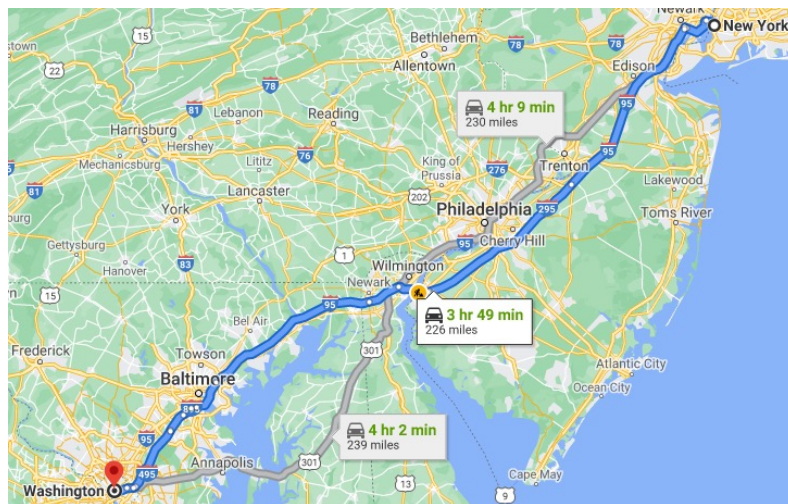 Newark
New York
15
Bethlehem
78
Allentown
78
22
78
Edison
81
4 hr 9 min
230 miles
95
Lebanon
Reading
Harrisburg
Hershey
76
95
Mechanicsburg
Lititz
King of
Prussia
276
Trenton
Lakewood
81
Lancaster
202
295
Toms River
York
Philadelphia
Gettysburg
95
Cherry Hill
1
Hanover
83
Wilmington
Newark
95
3 hr 49 min
226 miles
Bel Air
301
Frederick
Towson
Atlantic City
Baltimore
Ocean City
895
4 hr 2 min
239 miles
95
Annapolis
301
495
Cape May
Washington
13
9